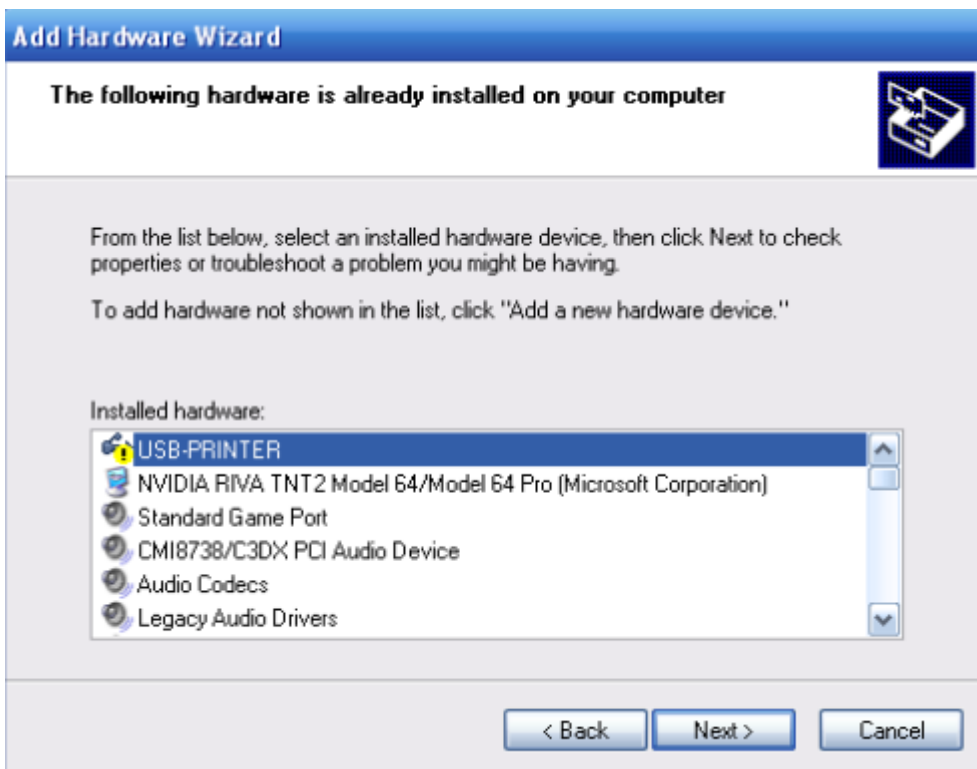 Add Hardware Wizard
The following hardware is already installed on your computer
From the list below, select an installed hardware device, then click Next to check
properties or troubleshoot a problem you might be having.
To add hardware not shown in the list, click "Add a new hardware device."
Installed hardware:
USB-PRINTER
NVIDIA RIVA TNT2 Model 64/Model 64 Pro (Microsoft Corporation)
Standard Game Port
CMI8738/C3DX PCI Audio Device
Audio Codecs
Legacy Audio Drivers
< Back Next > Cancel